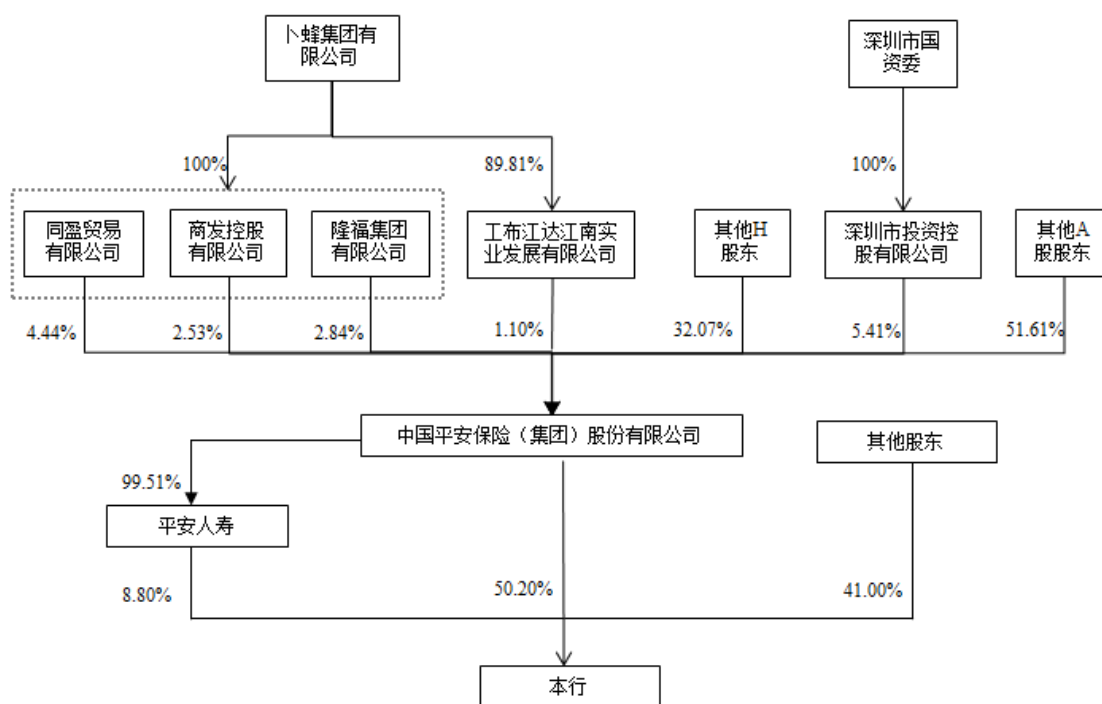 卜蜂集团有
限公司
深圳市国
资委
100%
89.81%
100%
同盈贸易
有限公司
商发控股
有限公司
隆福集团
有限公司
工布江达江南实
业发展有限公司
其他H
股东
深圳市投资控
股有限公司
其他A
股股东
4.44%
2.53%
2.84%
1.10%
32.07%
5.41%
51.61%
中国平安保险（集团）股份有限公司
其他股东
99.51%
平安人寿
8.80%
50.20%
41.00%
本行